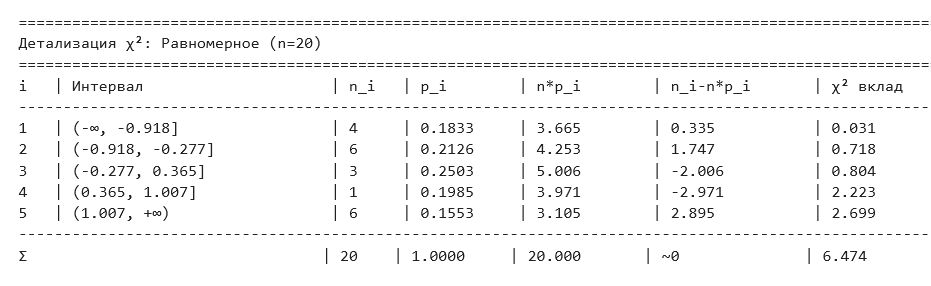 ================================================================================
Детализация χ²: Равномерное (n=20)
================================================================================
i | Интервал | n_i | p_i | n*p_i | n_i-n*p_i | χ² вклад
--------------------------------------------------------------------------------
1 | (-∞, -0.918] | 4 | 0.1833 | 3.665 | 0.335 | 0.031
2 | (-0.918, -0.277] | 6 | 0.2126 | 4.253 | 1.747 | 0.718
3 | (-0.277, 0.365] | 3 | 0.2503 | 5.006 | -2.006 | 0.804
4 | (0.365, 1.007] | 1 | 0.1985 | 3.971 | -2.971 | 2.223
5 | (1.007, +∞) | 6 | 0.1553 | 3.105 | 2.895 | 2.699
--------------------------------------------------------------------------------
Σ | 20 | 1.0000 | 20.000 | ~0 | 6.474